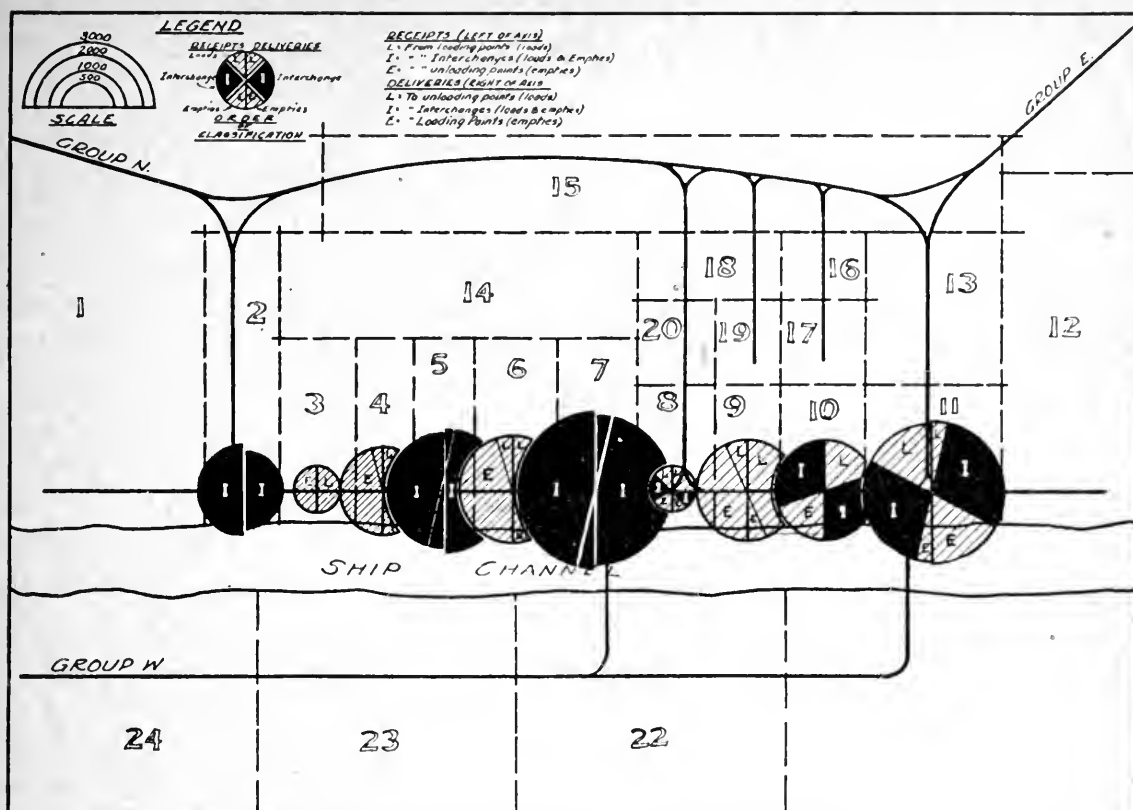 LEGEND
3000
2000
1000
500
SCALE
RECEIPTS DELIVERIES
Loads
L L
Interchange I I Interchange
L L
Empties Empties
ORDER
OF
CLASSIFICATION
RECEIPTS (LEFT OF AXIS)
L = From loading points (loads)
I = " " Interchanges (loads & Empties)
E = " " unloading points (empties)
DELIVERIES (RIGHT OF AXIS
L = To unloading points (loads)
I = " Interchanges (loads & empties)
E = " Loading Points (empties)
GROUP N.
GROUP E.
15
18
16
13
1
2
14
20
19
17
12
3
4
5
6
7
8
9
10
11
I I
E L
E L
I I
E L L
I I
L L
E E
I L
E I
L L I
I E E
SHIP CHANNEL
GROUP W
24
23
22